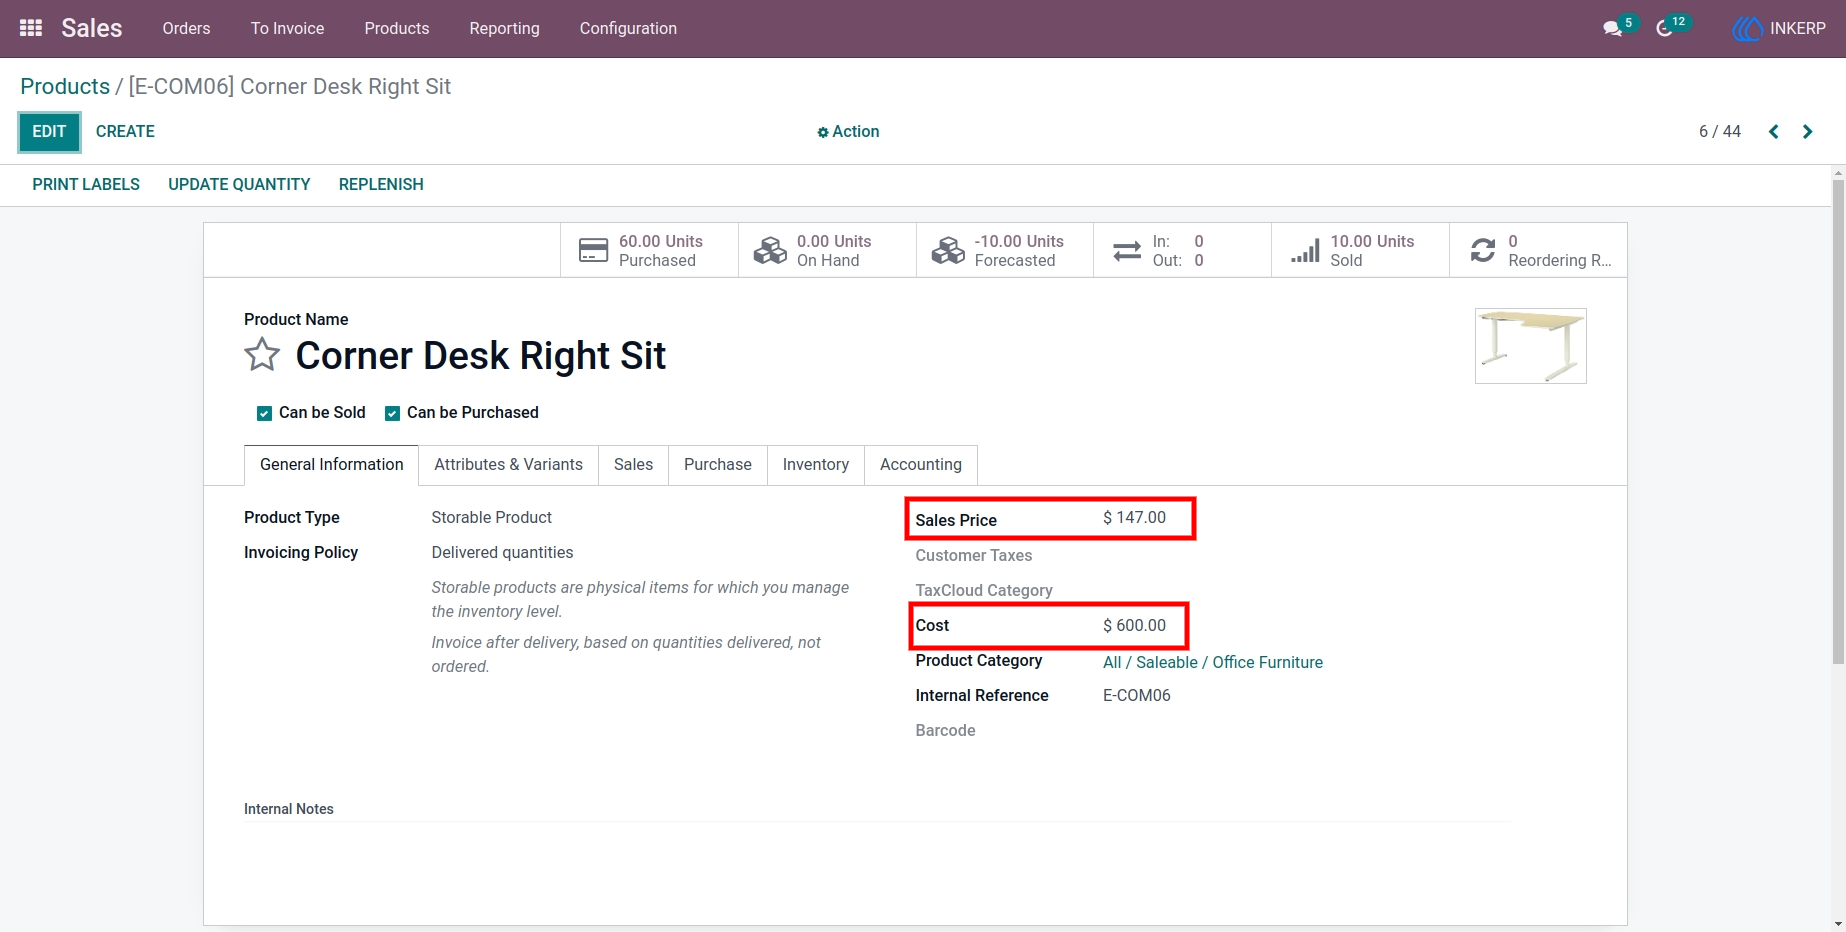 Sales Orders To Invoice Products Reporting Configuration 5 12 INKERP
Products / [E-COM06] Corner Desk Right Sit
EDIT CREATE Action 6 / 44
PRINT LABELS UPDATE QUANTITY REPLENISH
60.00 Units
Purchased
0.00 Units
On Hand
-10.00 Units
Forecasted
In: 0
Out: 0
10.00 Units
Sold
0
Reordering R...
Product Name
Corner Desk Right Sit
Can be Sold Can be Purchased
General Information Attributes & Variants Sales Purchase Inventory Accounting
Product Type Storable Product
Invoicing Policy Delivered quantities
Storable products are physical items for which you manage
the inventory level.
Invoice after delivery, based on quantities delivered, not
ordered.
Sales Price $ 147.00
Customer Taxes
TaxCloud Category
Cost $ 600.00
Product Category All / Saleable / Office Furniture
Internal Reference E-COM06
Barcode
Internal Notes